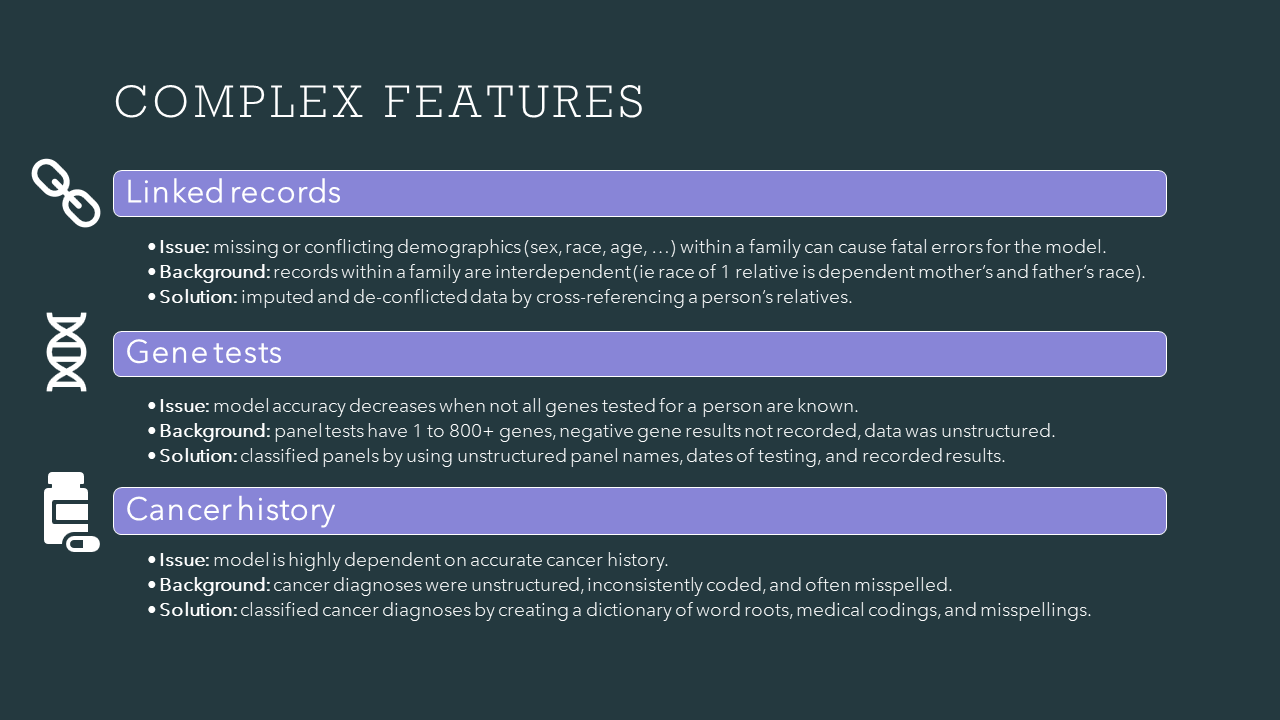 COMPLEX FEATURES
Linked records
• Issue: missing or conflicting demographics (sex, race, age, …) within a family can cause fatal errors for the model.
• Background: records within a family are interdependent (ie race of 1 relative is dependent mother’s and father’s race).
• Solution: imputed and de-conflicted data by cross-referencing a person’s relatives.
Gene tests
• Issue: model accuracy decreases when not all genes tested for a person are known.
• Background: panel tests have 1 to 800+ genes, negative gene results not recorded, data was unstructured.
• Solution: classified panels by using unstructured panel names, dates of testing, and recorded results.
Cancer history
• Issue: model is highly dependent on accurate cancer history.
• Background: cancer diagnoses were unstructured, inconsistently coded, and often misspelled.
• Solution: classified cancer diagnoses by creating a dictionary of word roots, medical codings, and misspellings.